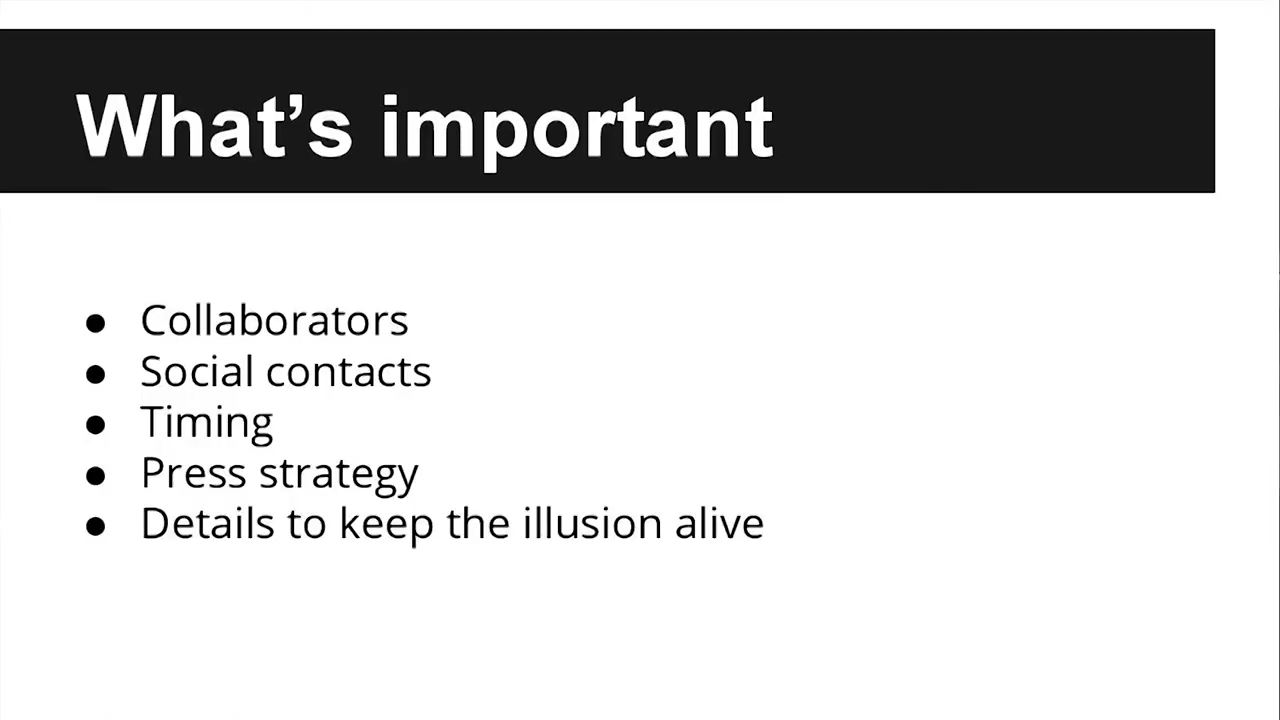 What’s important
● Collaborators
● Social contacts
● Timing
● Press strategy
● Details to keep the illusion alive